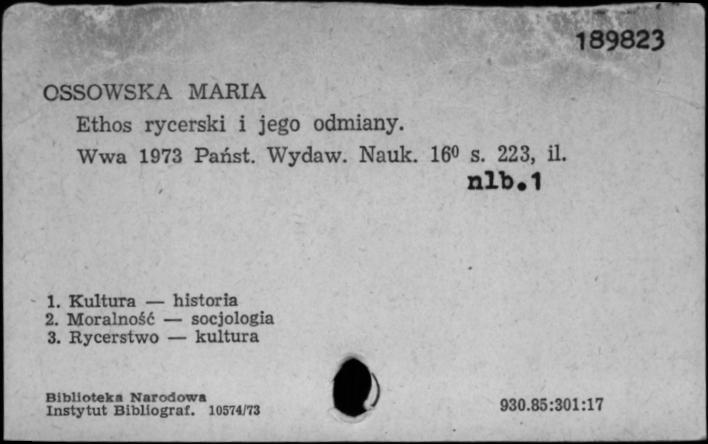 189823
OSSOWSKA MARIA
Ethos rycerski i jego odmiany.
Wwa 1973 Państ. Wydaw. Nauk. 16⁰ s. 223, il.
nlb.1
1. Kultura — historia
2. Moralność — socjologia
3. Rycerstwo — kultura
Biblioteka Narodowa
Instytut Bibliograf. 10574/73
930.85:301:17